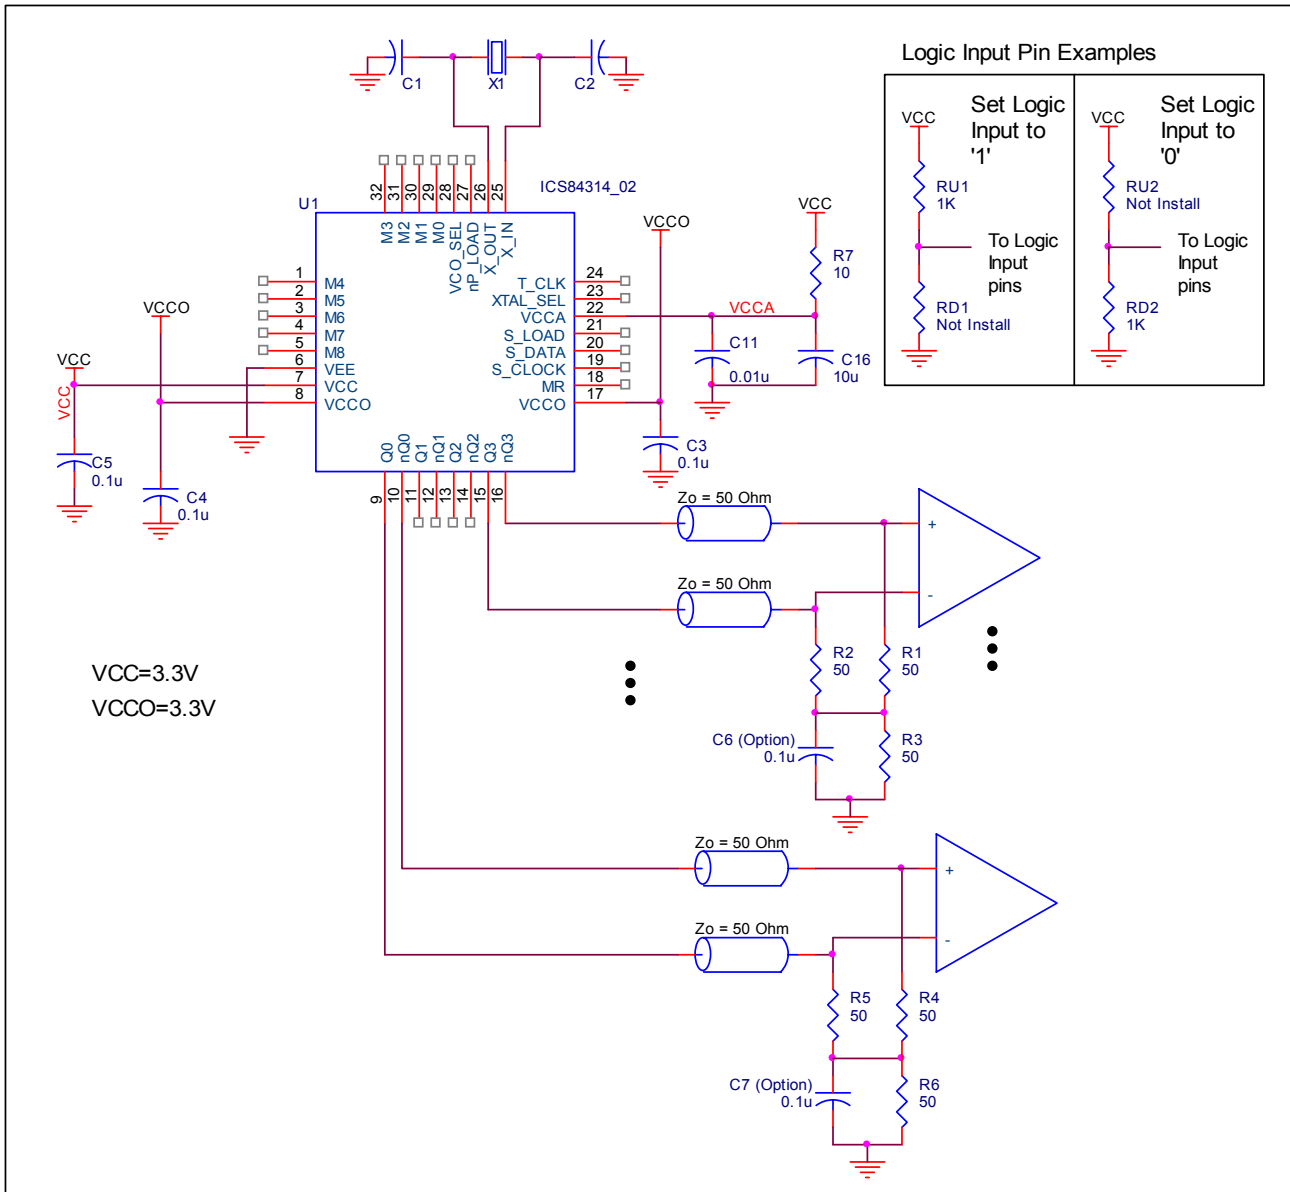 Logic Input Pin Examples
C1
X1
C2
Set Logic
Input to
'1'
VCC
RU1
1K
To Logic
Input
pins
RD1
Not Install
Set Logic
Input to
'0'
VCC
RU2
Not Install
To Logic
Input
pins
RD2
1K
U1
ICS84314_02
32
31
30
29
28
27
26
25
M3
M2
M1
M0
VCO_SEL
nP_LOAD
X_OUT
X_IN
1
M4
2
M5
3
M6
4
M7
5
M8
6
VEE
7
VCC
8
VCCO
T_CLK
24
XTAL_SEL
23
VCCA
22
S_LOAD
21
S_DATA
20
S_CLOCK
19
MR
18
VCCO
17
Q0
nQ0
Q1
nQ1
Q2
nQ2
Q3
nQ3
9
10
11
12
13
14
15
16
VCCO
VCC
VCC
C5
0.1u
C4
0.1u
VCCO
VCC
R7
10
VCCA
C11
0.01u
C16
10u
C3
0.1u
Zo = 50 Ohm
+
Zo = 50 Ohm
-
R2
50
R1
50
C6 (Option)
0.1u
R3
50
VCC=3.3V
VCCO=3.3V
Zo = 50 Ohm
+
Zo = 50 Ohm
-
R5
50
R4
50
C7 (Option)
0.1u
R6
50